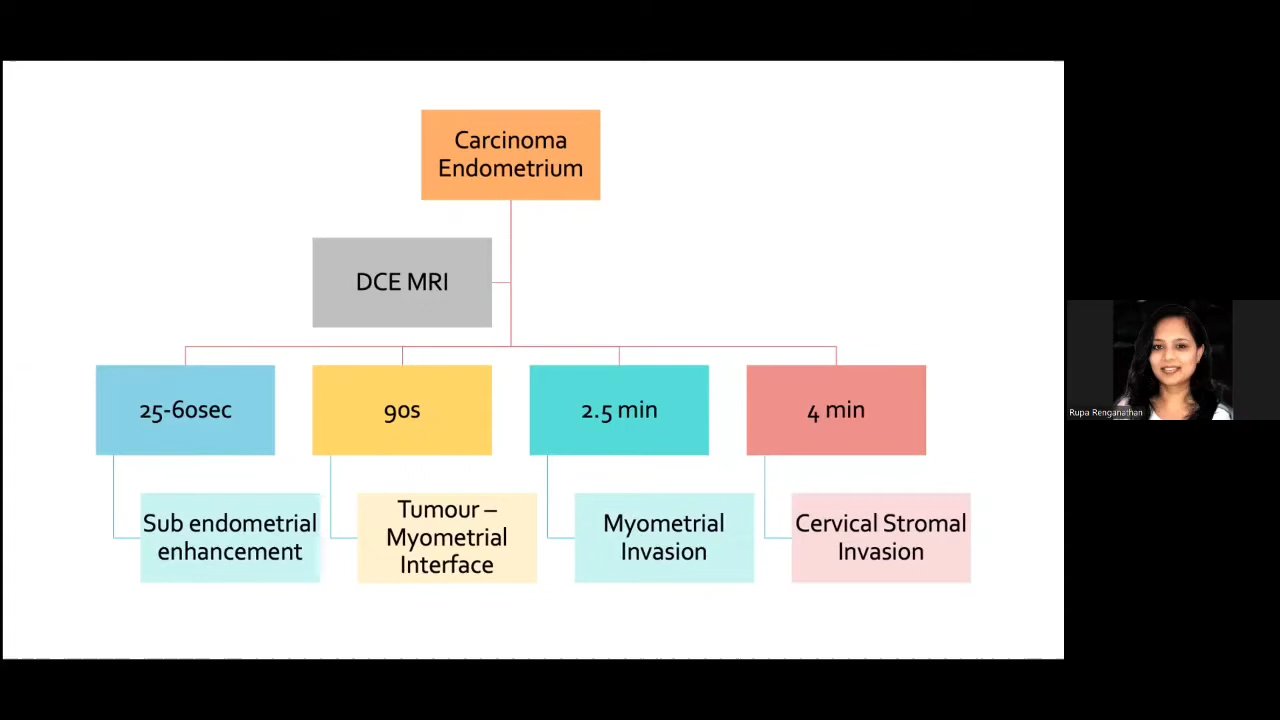 Carcinoma
Endometrium
DCE MRI
25-60sec
90s
2.5 min
4 min
Sub endometrial
enhancement
Tumour –
Myometrial
Interface
Myometrial
Invasion
Cervical Stromal
Invasion
Rupa Renganathan